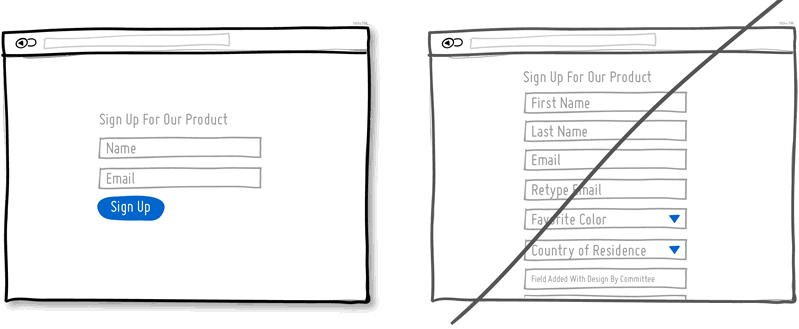 Sign Up For Our Product
Name
Email
Sign Up
Sign Up For Our Product
First Name
Last Name
Email
Retype Email
Favorite Color
Country of Residence
Field Added With Design By Committee